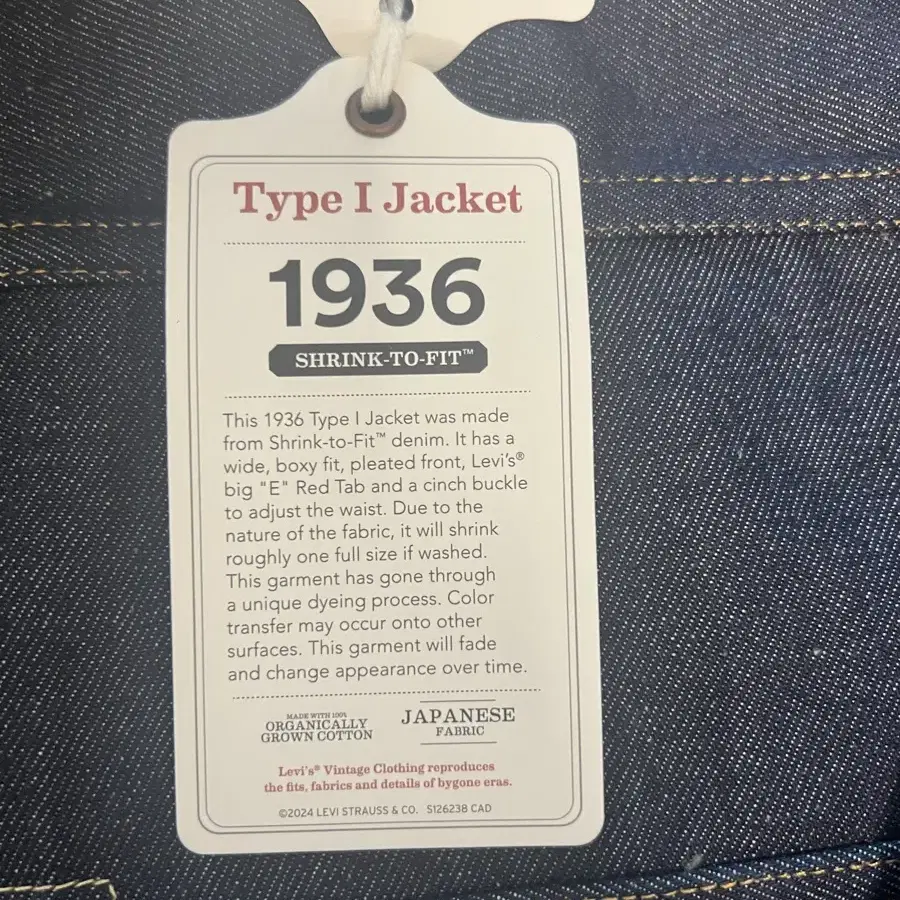 Type I Jacket
1936
SHRINK-TO-FIT™
This 1936 Type I Jacket was made
from Shrink-to-Fit™ denim. It has a
wide, boxy fit, pleated front, Levi's®
big "E" Red Tab and a cinch buckle
to adjust the waist. Due to the
nature of the fabric, it will shrink
roughly one full size if washed.
This garment has gone through
a unique dyeing process. Color
transfer may occur onto other
surfaces. This garment will fade
and change appearance over time.
MADE WITH 100%
ORGANICALLY
GROWN COTTON
JAPANESE
FABRIC
Levi's® Vintage Clothing reproduces
the fits, fabrics and details of bygone eras.
©2024 LEVI STRAUSS & CO. S126238 CAD